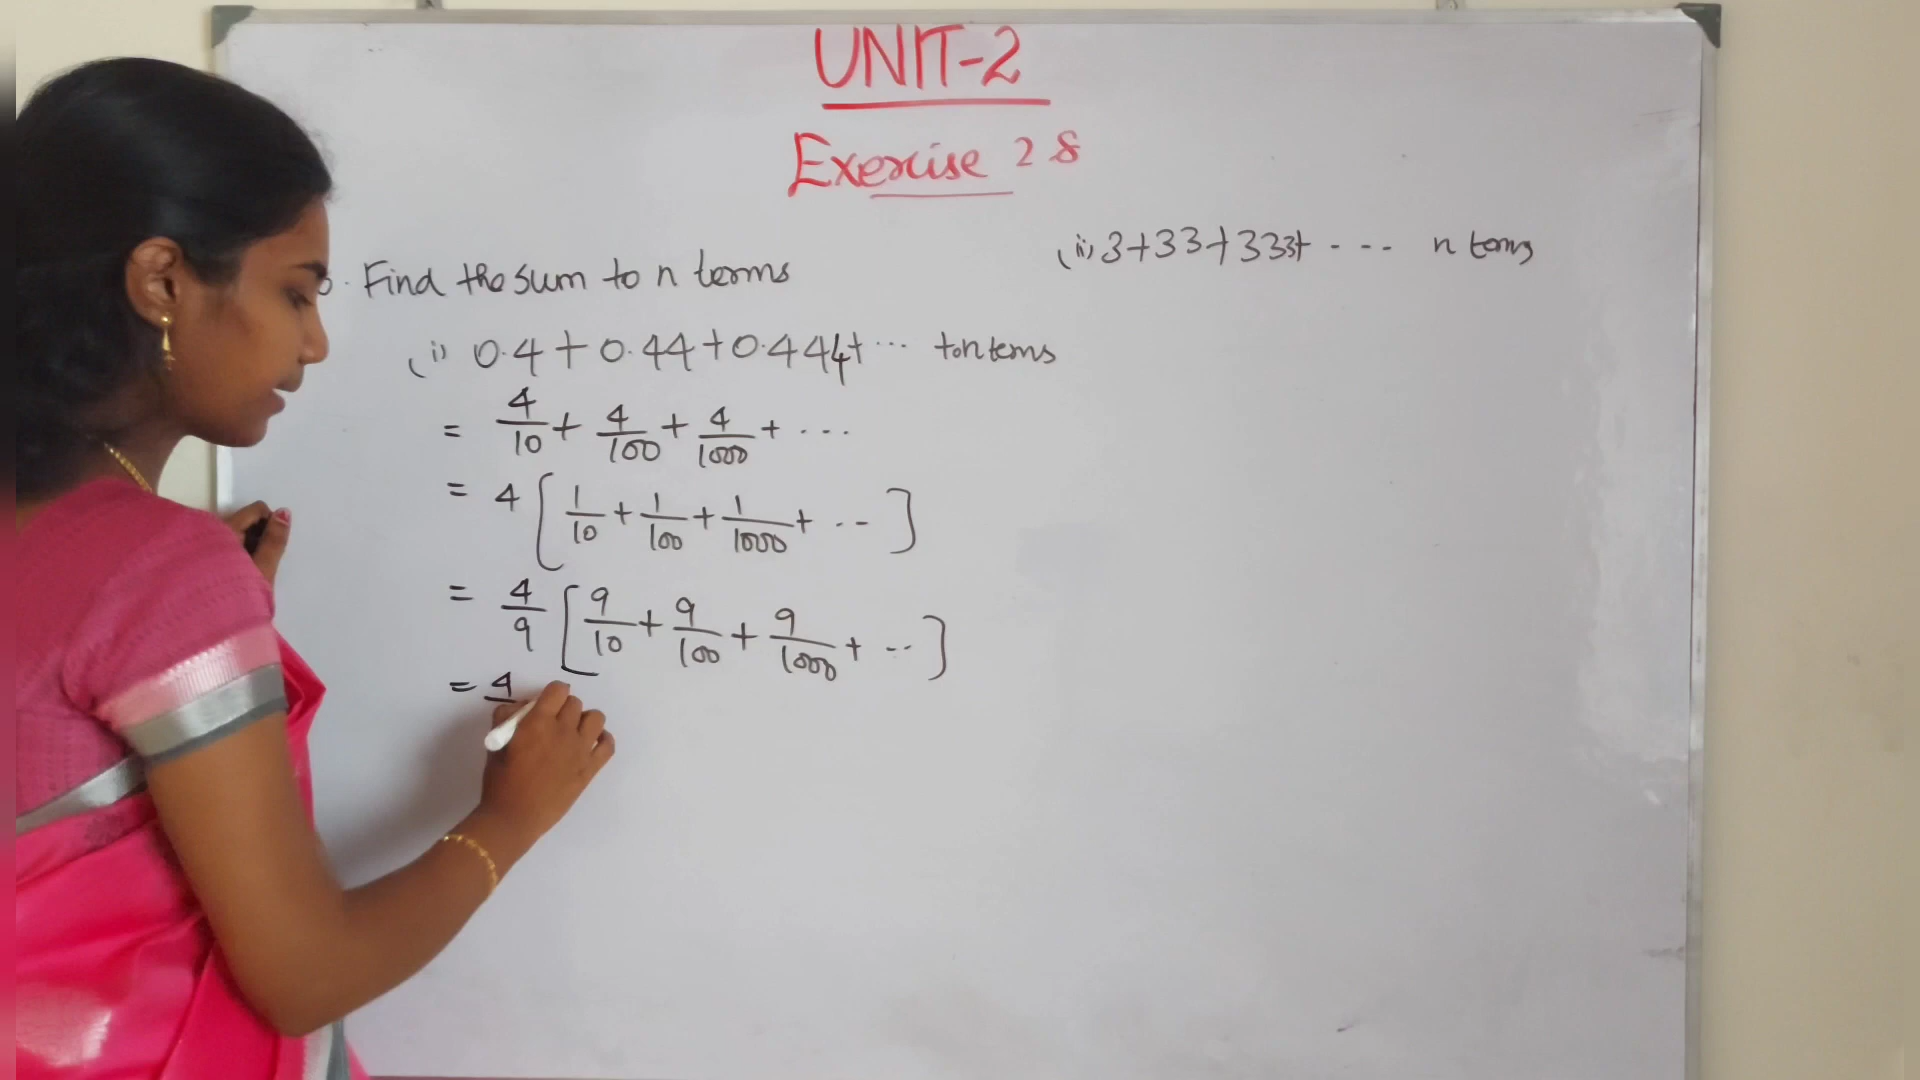 UNIT-2
Exercise 2 8
Find the sum to n terms
(i) 0.4 + 0.44 + 0.444 + ... to n terms
= 4/10 + 4/100 + 4/1000 + ...
= 4 [ 1/10 + 1/100 + 1/1000 + -- ]
= 4/9 [ 9/10 + 9/100 + 9/1000 + -- ]
= 4
(ii) 3+33+333+ - - - n terms